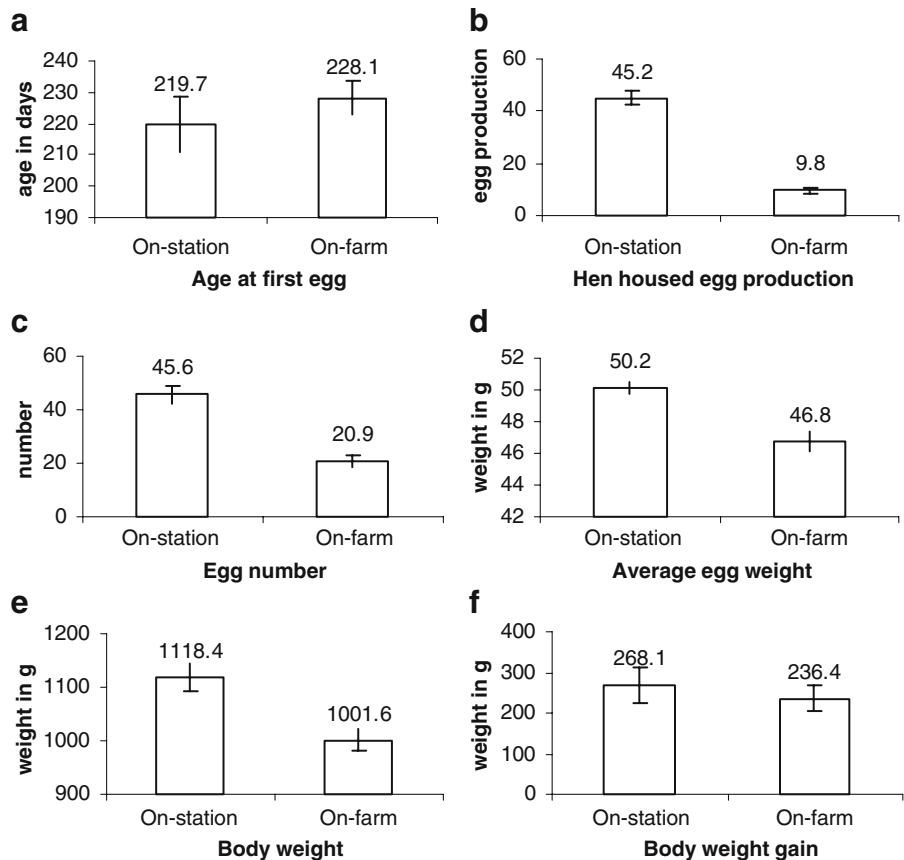 a
age in days
240
230
220
210
200
190
219.7
228.1
On-station
On-farm
Age at first egg
b
egg production
60
40
20
0
45.2
9.8
On-station
On-farm
Hen housed egg production
c
number
60
40
20
0
45.6
20.9
On-station
On-farm
Egg number
d
weight in g
52
50
48
46
44
42
50.2
46.8
On-station
On-farm
Average egg weight
e
weight in g
1200
1100
1000
900
1118.4
1001.6
On-station
On-farm
Body weight
f
weight in g
400
300
200
100
0
268.1
236.4
On-station
On-farm
Body weight gain